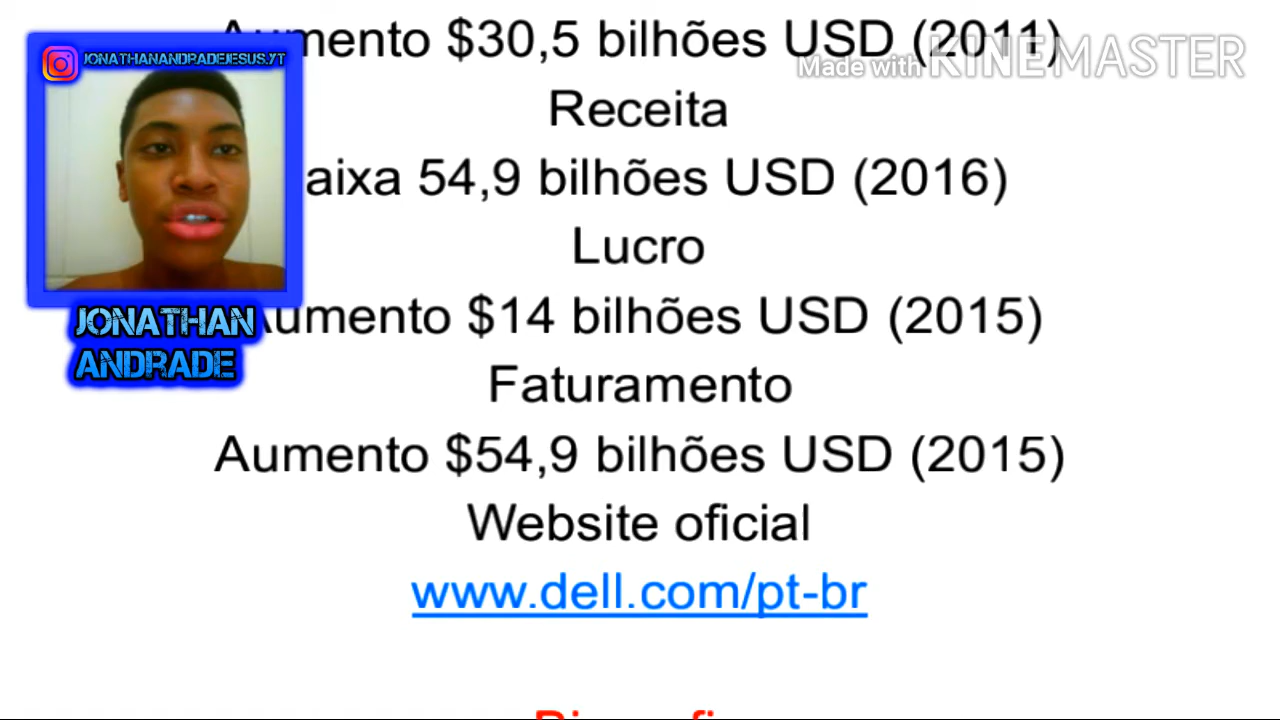 JONATHANANDRADEJESUS.YT
JONATHAN
ANDRADE
Made with KINEMASTER
Aumento $30,5 bilhões USD (2011)
Receita
aixa 54,9 bilhões USD (2016)
Lucro
Aumento $14 bilhões USD (2015)
Faturamento
Aumento $54,9 bilhões USD (2015)
Website oficial
www.dell.com/pt-br